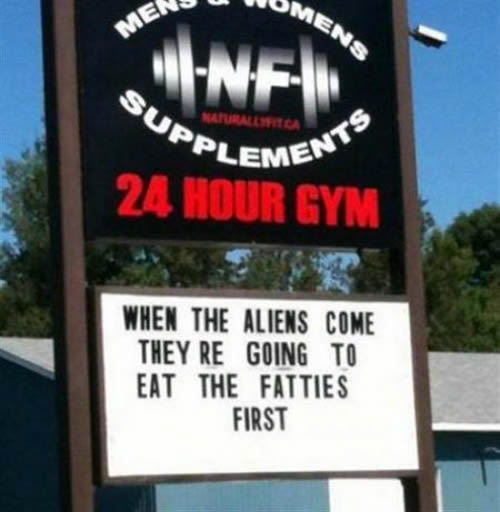 MENS & WOMENS
NF
NATURALLYFIT.CA
SUPPLEMENTS
24 HOUR GYM
WHEN THE ALIENS COME
THEY RE GOING TO
EAT THE FATTIES
FIRST